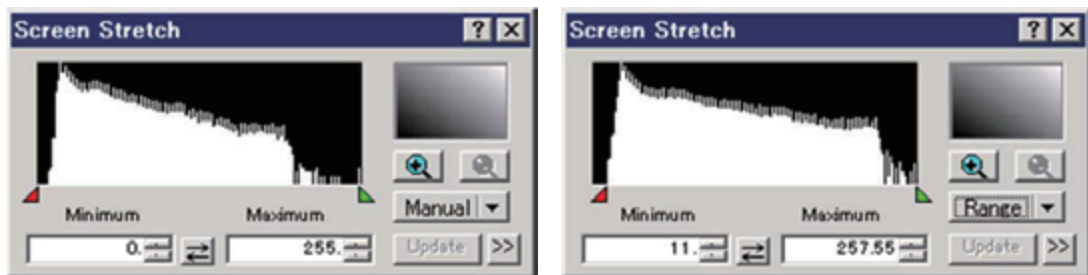 Screen Stretch ? ×
Minimum Maximum Manual
0. 255. Update >>
Screen Stretch ? ×
Minimum Maximum Range
11. 257.55 Update >>